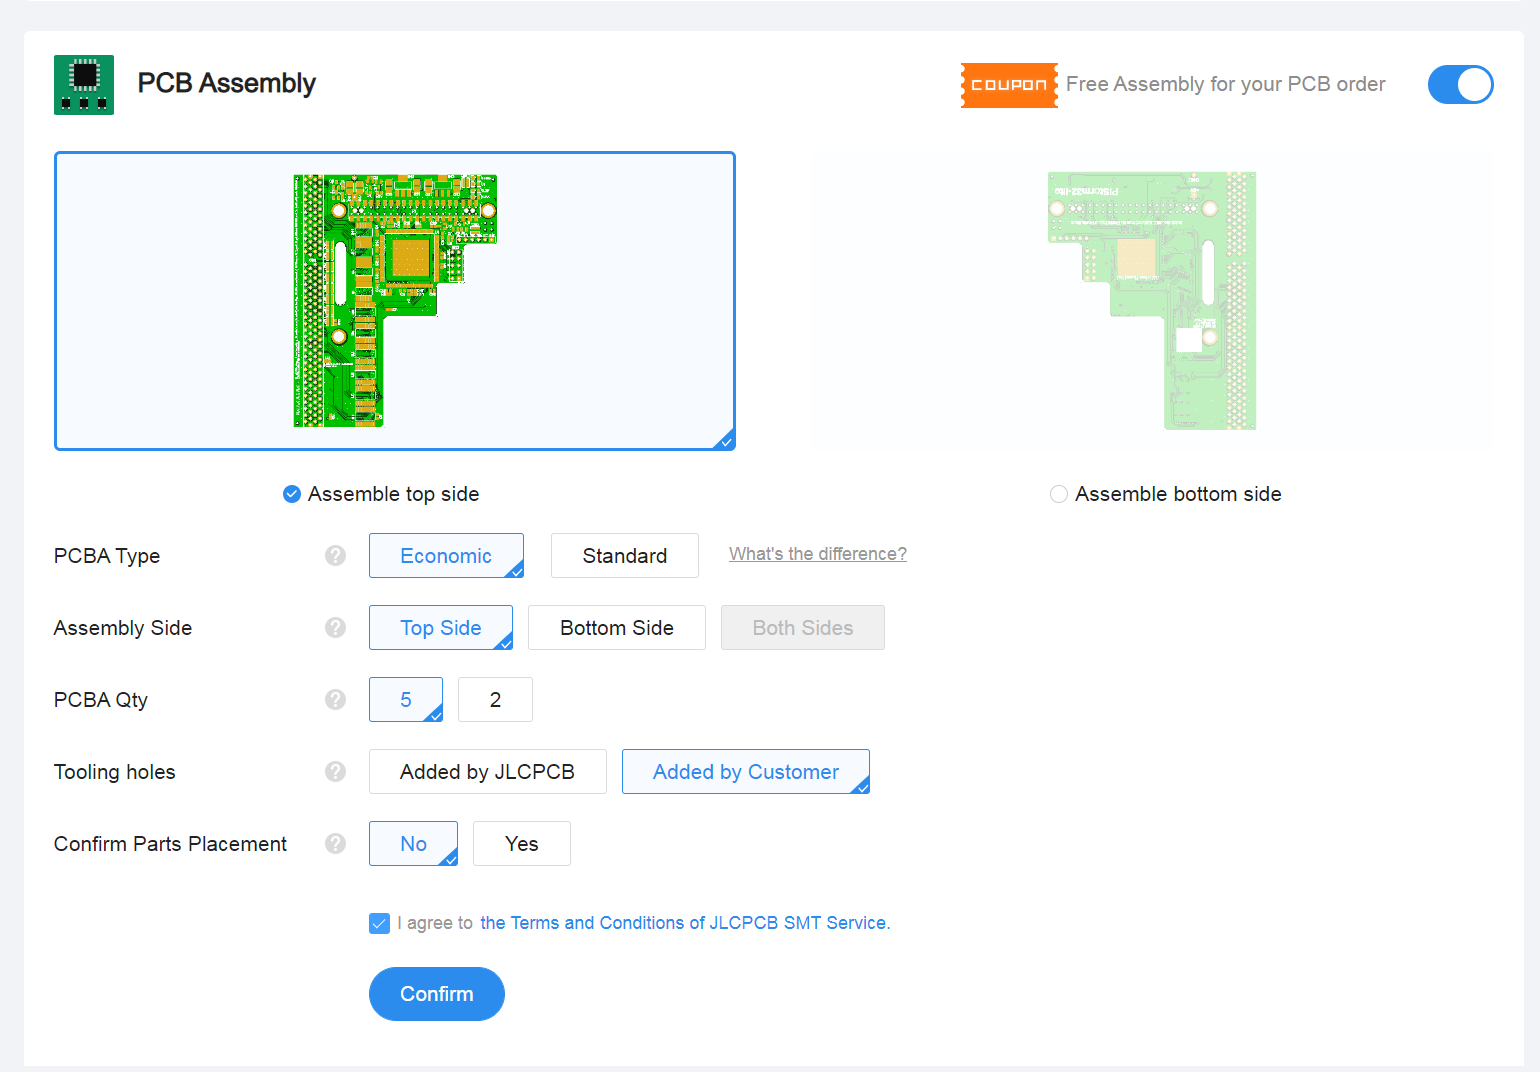 PCB Assembly
COUPON Free Assembly for your PCB order
PiStorm32-lite
Assemble top side
Assemble bottom side
PCBA Type ? Economic Standard What's the difference?
Assembly Side ? Top Side Bottom Side Both Sides
PCBA Qty ? 5 2
Tooling holes ? Added by JLCPCB Added by Customer
Confirm Parts Placement ? No Yes
I agree to the Terms and Conditions of JLCPCB SMT Service.
Confirm